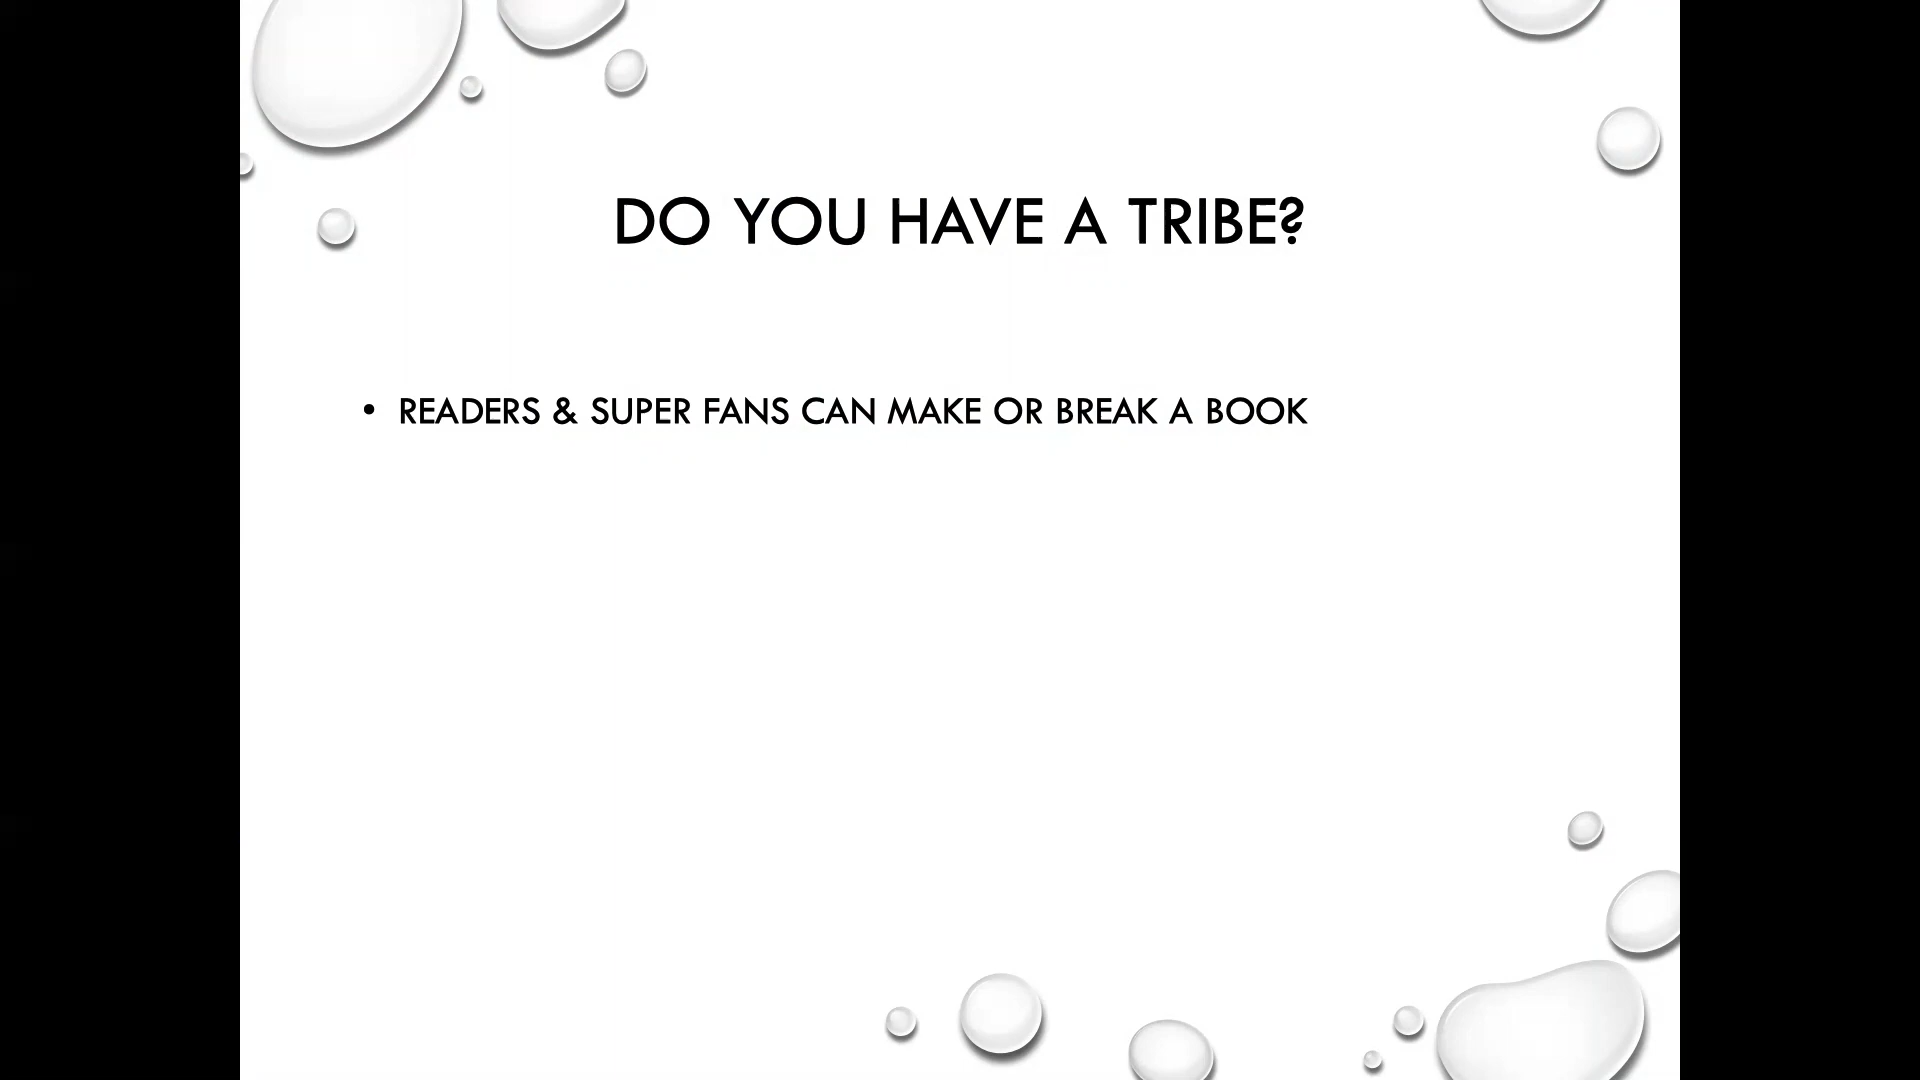 DO YOU HAVE A TRIBE?
• READERS & SUPER FANS CAN MAKE OR BREAK A BOOK